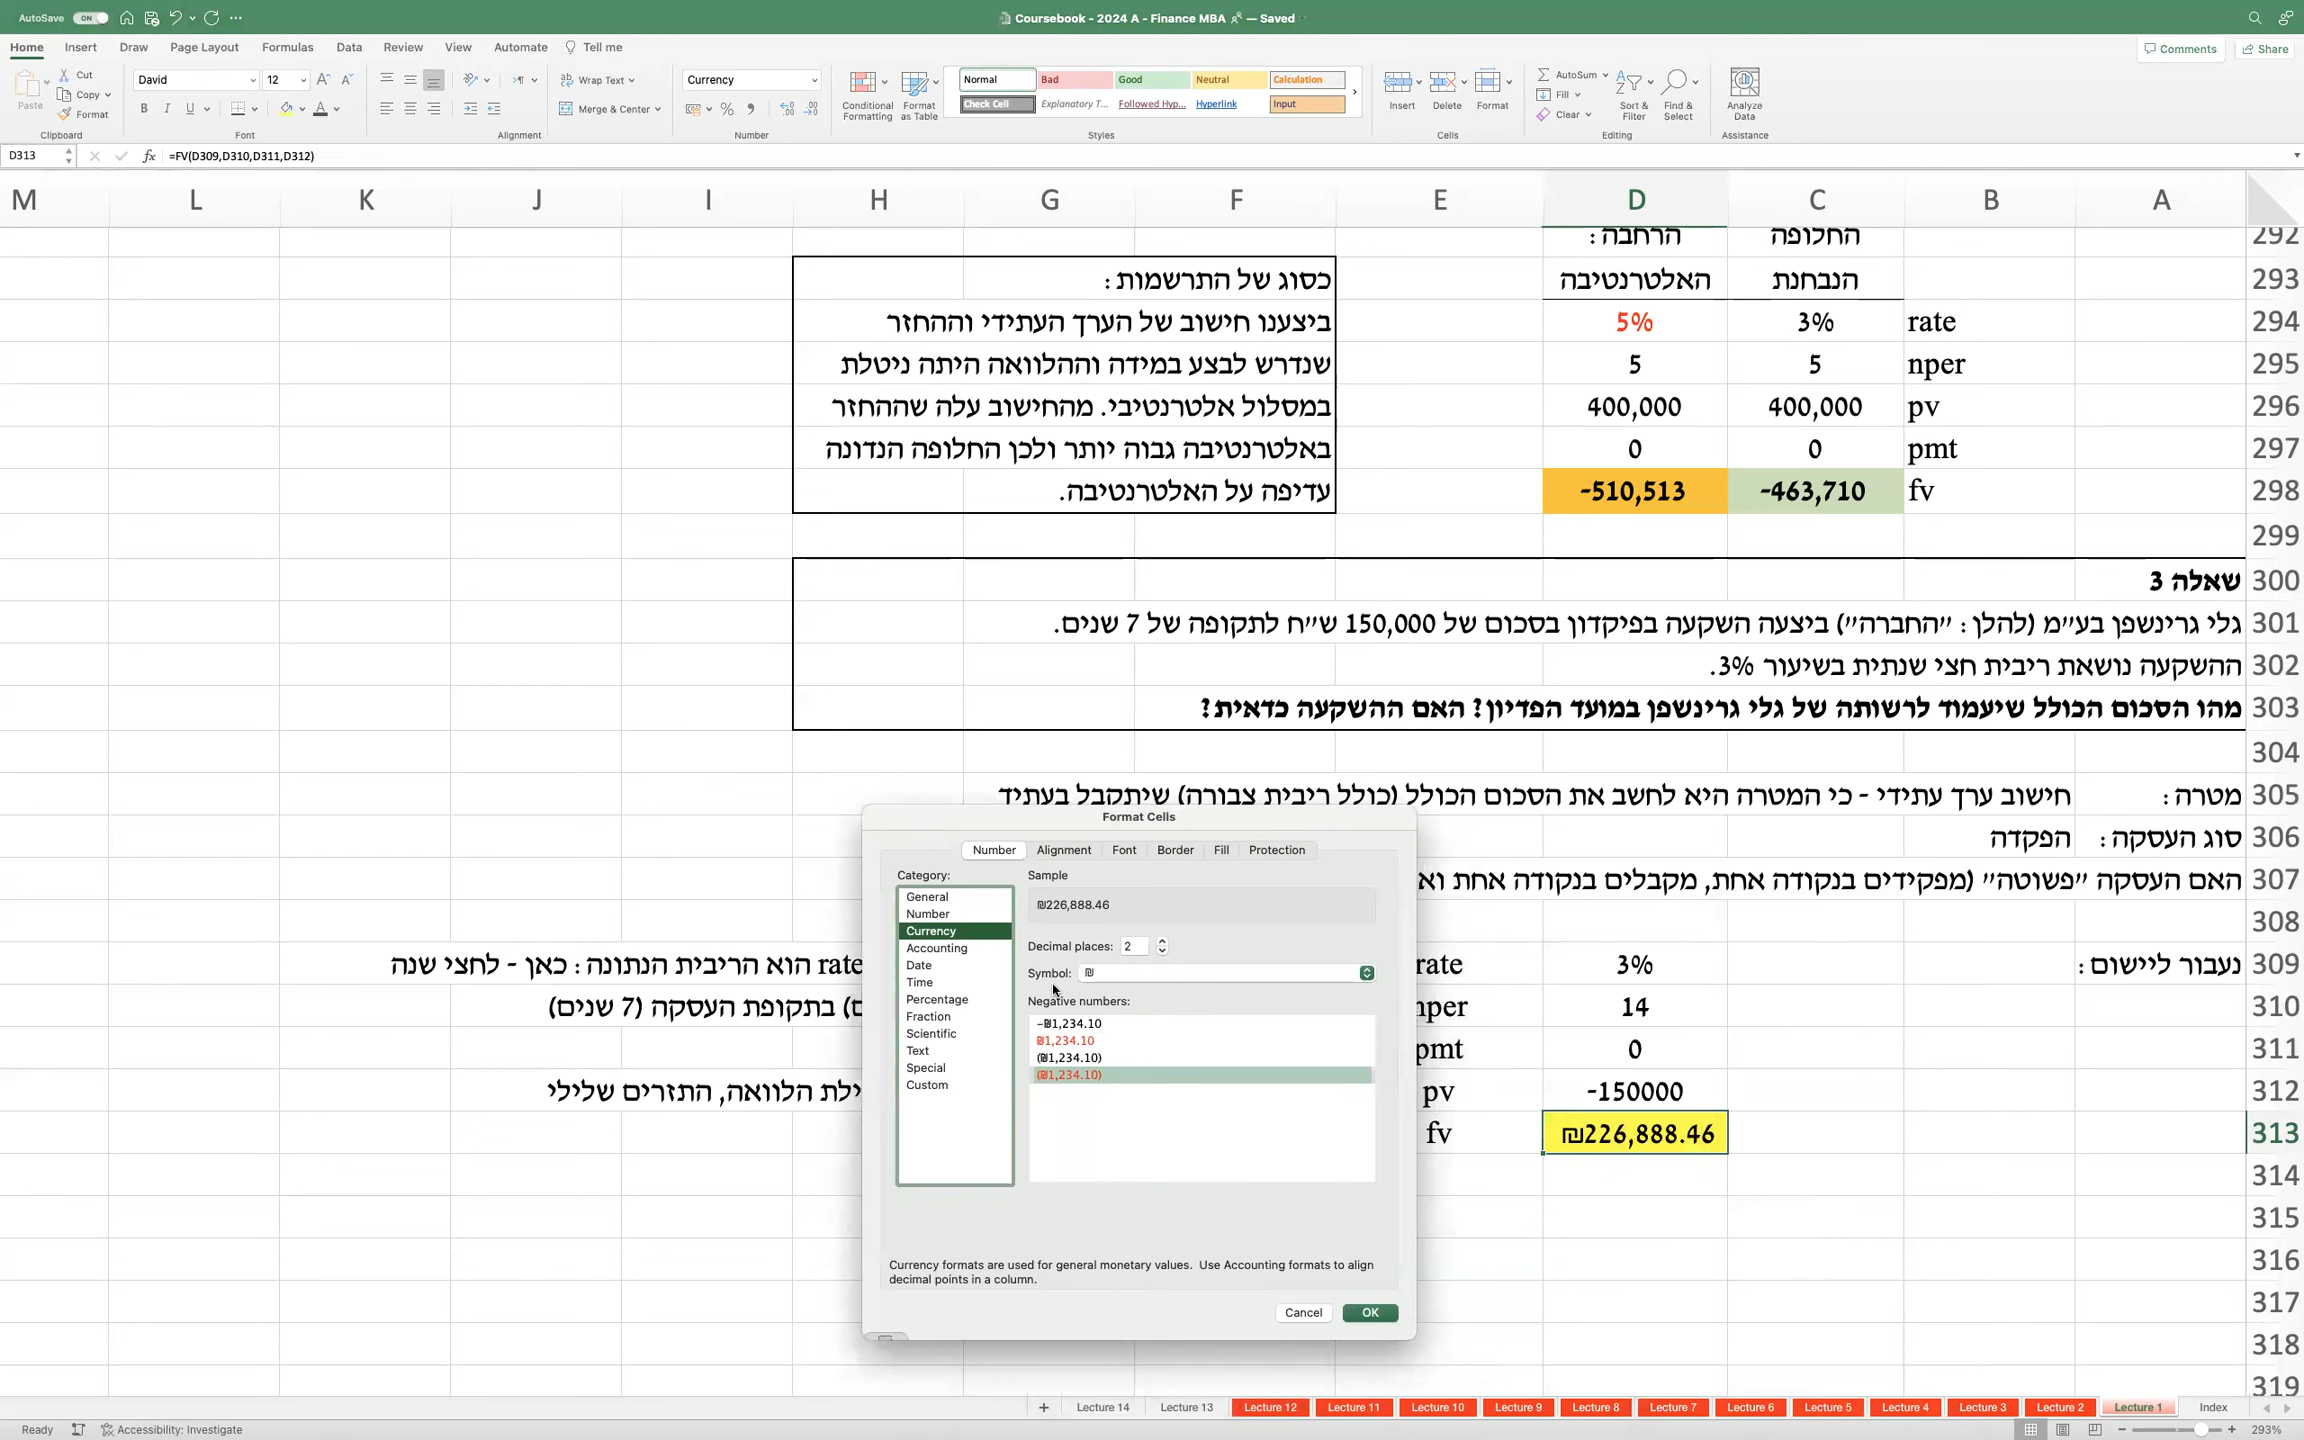 AutoSave ON
Coursebook - 2024 A - Finance MBA — Saved
Home Insert Draw Page Layout Formulas Data Review View Automate Tell me
Comments Share
Paste Cut Copy Format
David 12
Wrap Text
Merge & Center
Currency
Conditional Formatting
Format as Table
Normal Bad Good Neutral Calculation
Check Cell Explanatory T... Followed Hyp... Hyperlink Input
Insert Delete Format
AutoSum
Fill
Clear
Sort & Filter
Find & Select
Analyze Data
Clipboard Font Alignment Number Styles Cells Editing Assistance
D313 fx =FV(D309,D310,D311,D312)
M L K J I H G F E D C B A
292 החלופה הרחבה:
293 הנבחנת האלטרנטיבה כסוג של התרשמות:
294 rate 3% 5% ביצענו חישוב של הערך העתידי וההחזר
295 nper 5 5 שנדרש לבצע במידה וההלוואה היתה ניטלת
296 pv 400,000 400,000 במסלול אלטרנטיבי. מהחישוב עלה שההחזר
297 pmt 0 0 באלטרנטיבה גבוה יותר ולכן החלופה הנדונה
298 fv -463,710 -510,513 עדיפה על האלטרנטיבה.
299
300 שאלה 3
301 גלי גרינשפן בע״מ (להלן: ״החברה״) ביצעה השקעה בפיקדון בסכום של 150,000 ש״ח לתקופה של 7 שנים.
302 ההשקעה נושאת ריבית חצי שנתית בשיעור 3%.
303 מהו הסכום הכולל שיעמוד לרשותה של גלי גרינשפן במועד הפדיון? האם ההשקעה כדאית?
304
305 מטרה: חישוב ערך עתידי - כי המטרה היא לחשב את הסכום הכולל (כולל ריבית צבורה) שיתקבל בעתיד
306 סוג העסקה: הפקדה
307 האם העסקה ״פשוטה״ (מפקידים בנקודה אחת, מקבלים בנקודה אחת
308
309 נעבור ליישום: 3% rate rate הוא הריבית הנתונה: כאן - לחצי שנה
310 14 בתקופת העסקה (7 שנים)
311 0 pmt
312 -150000 pv הלוואה, התזרים שלילי
313 ₪226,888.46 fv
314
315
316
317
318
319
Format Cells
Number Alignment Font Border Fill Protection
Category:
General
Number
Currency
Accounting
Date
Time
Percentage
Fraction
Scientific
Text
Special
Custom
Sample
₪226,888.46
Decimal places: 2
Symbol: ₪
Negative numbers:
-₪1,234.10
₪1,234.10
(₪1,234.10)
(₪1,234.10)
Currency formats are used for general monetary values. Use Accounting formats to align
decimal points in a column.
Cancel OK
+ Lecture 14 Lecture 13 Lecture 12 Lecture 11 Lecture 10 Lecture 9 Lecture 8 Lecture 7 Lecture 6 Lecture 5 Lecture 4 Lecture 3 Lecture 2 Lecture 1 Index
Ready Accessibility: Investigate 293%